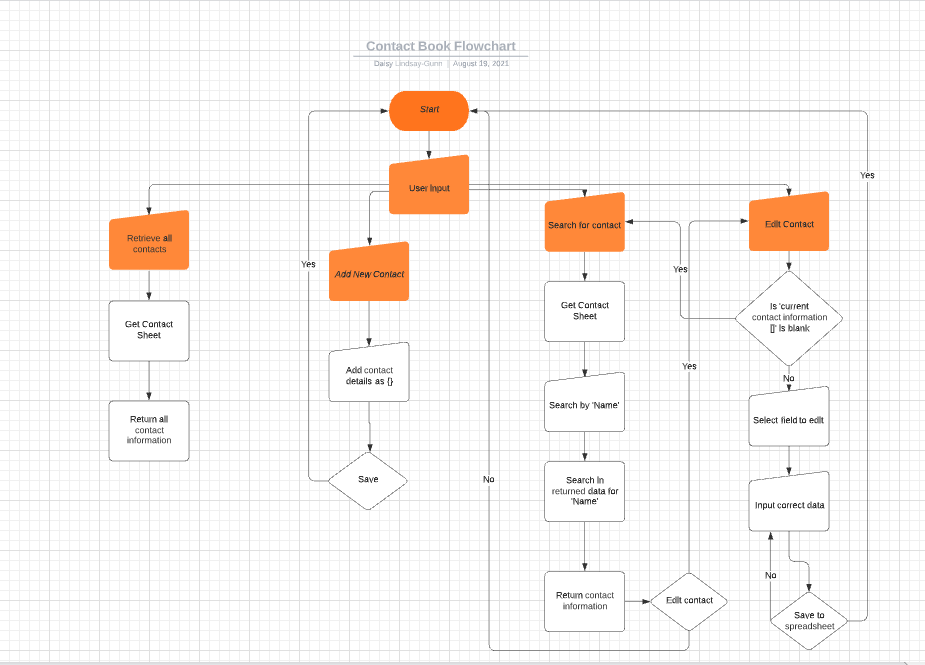 Contact Book Flowchart
Daisy Lindsay-Gunn | August 19, 2021
Start
Yes
User Input
Retrieve all
contacts
Search for contact
Edit Contact
Yes
Add New Contact
Yes
Get Contact
Sheet
Get Contact
Sheet
Is 'current
contact information
[]' is blank
Add contact
details as {}
Yes
No
Return all
contact
information
Search by 'Name'
Select field to edit
Save
No
Search in
returned data for
'Name'
Input correct data
Return contact
information
Edit contact
No
Save to
spreadsheet